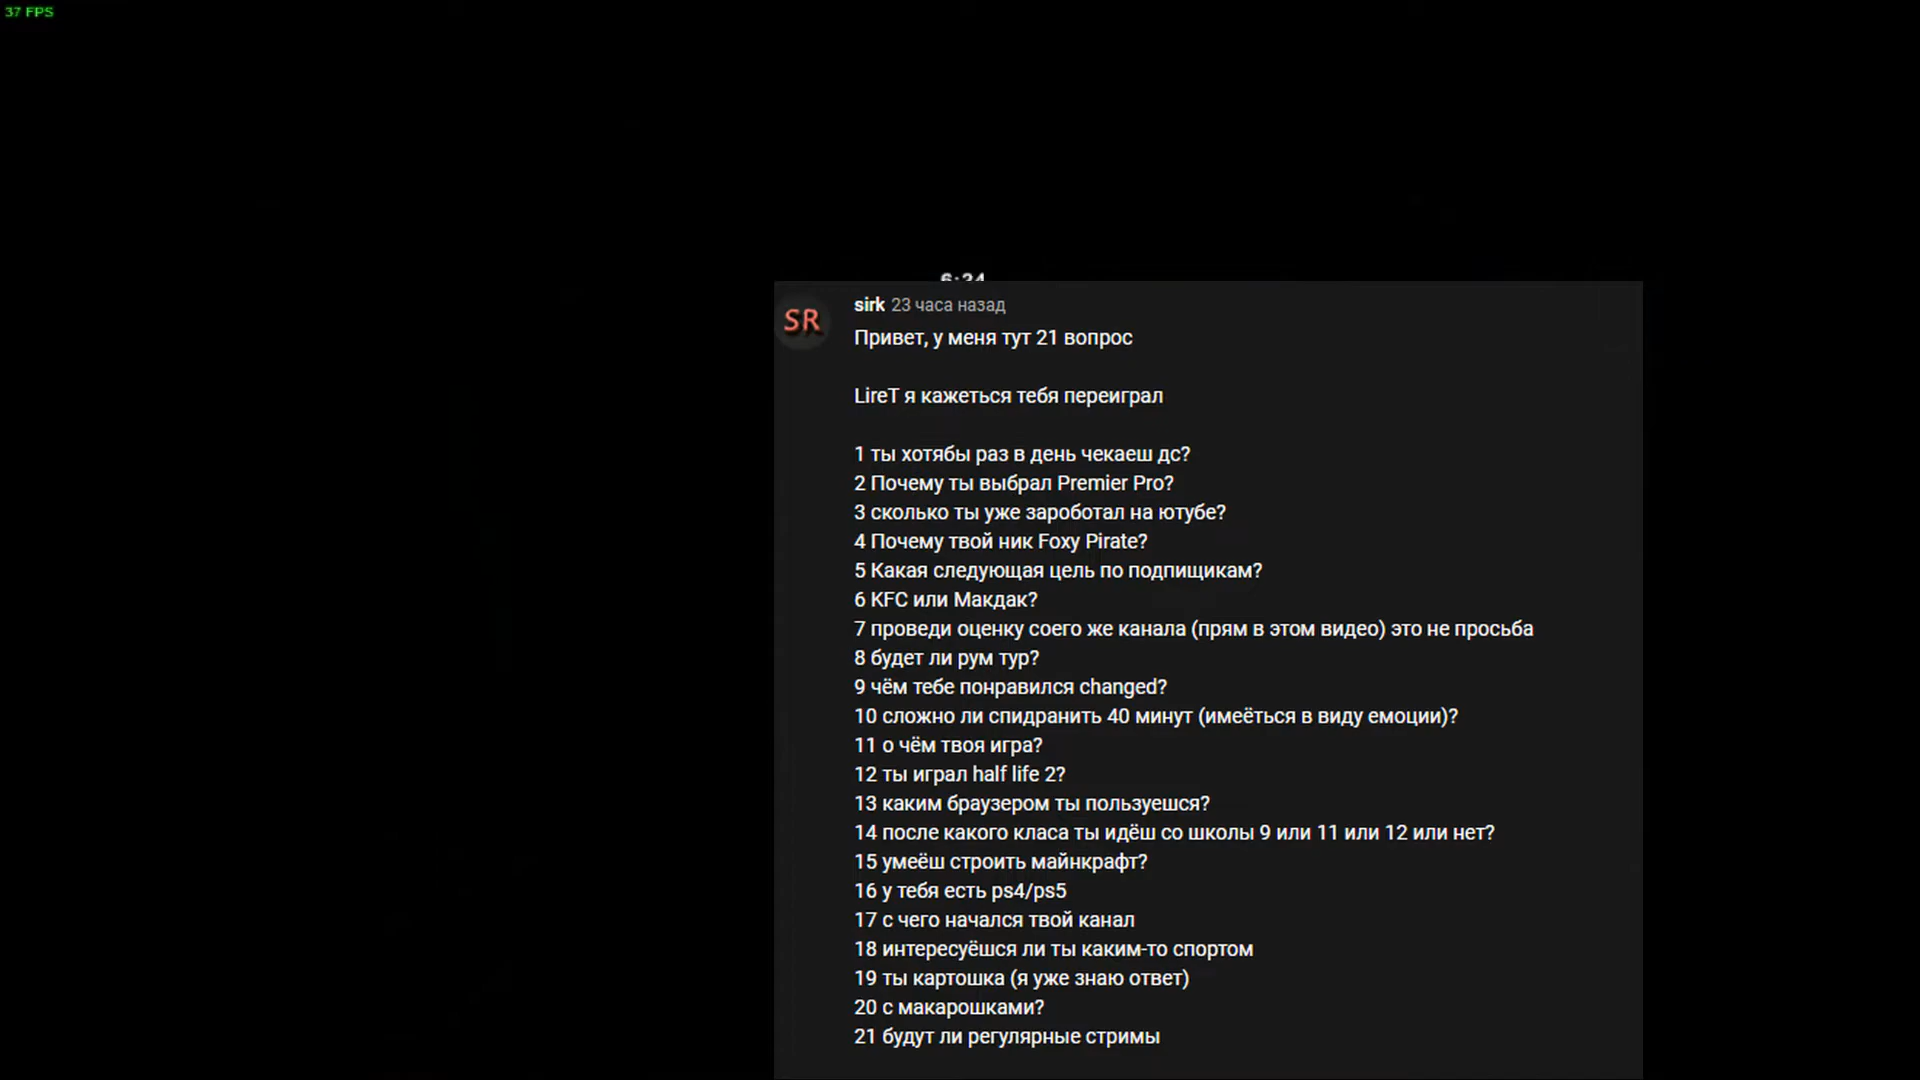 37 FPS
6:34
SR
sirk 23 часа назад
Привет, у меня тут 21 вопрос
LireT я кажеться тебя переиграл
1 ты хотябы раз в день чекаеш дс?
2 Почему ты выбрал Premier Pro?
3 сколько ты уже зароботал на ютубе?
4 Почему твой ник Foxy Pirate?
5 Какая следующая цель по подпищикам?
6 KFC или Макдак?
7 проведи оценку соего же канала (прям в этом видео) это не просьба
8 будет ли рум тур?
9 чём тебе понравился changed?
10 сложно ли спидранить 40 минут (имеёться в виду емоции)?
11 о чём твоя игра?
12 ты играл half life 2?
13 каким браузером ты пользуешся?
14 после какого класа ты идёш со школы 9 или 11 или 12 или нет?
15 умеёш строить майнкрафт?
16 у тебя есть ps4/ps5
17 с чего начался твой канал
18 интересуёшся ли ты каким-то спортом
19 ты картошка (я уже знаю ответ)
20 с макарошками?
21 будут ли регулярные стримы